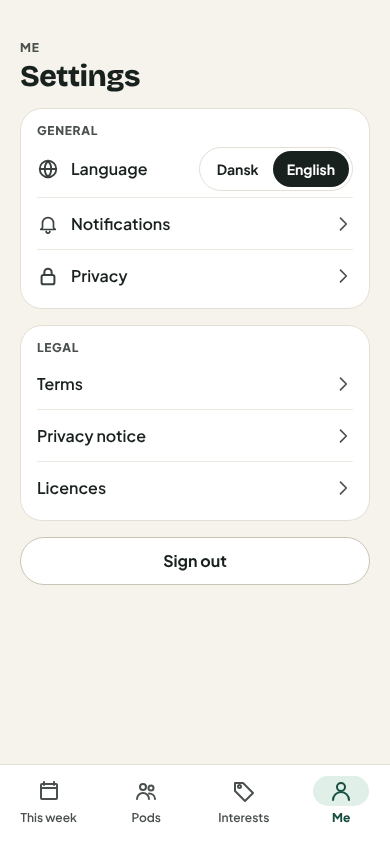 ME
Settings
GENERAL
Language
Dansk
English
Notifications
Privacy
LEGAL
Terms
Privacy notice
Licences
Sign out
This week
Pods
Interests
Me